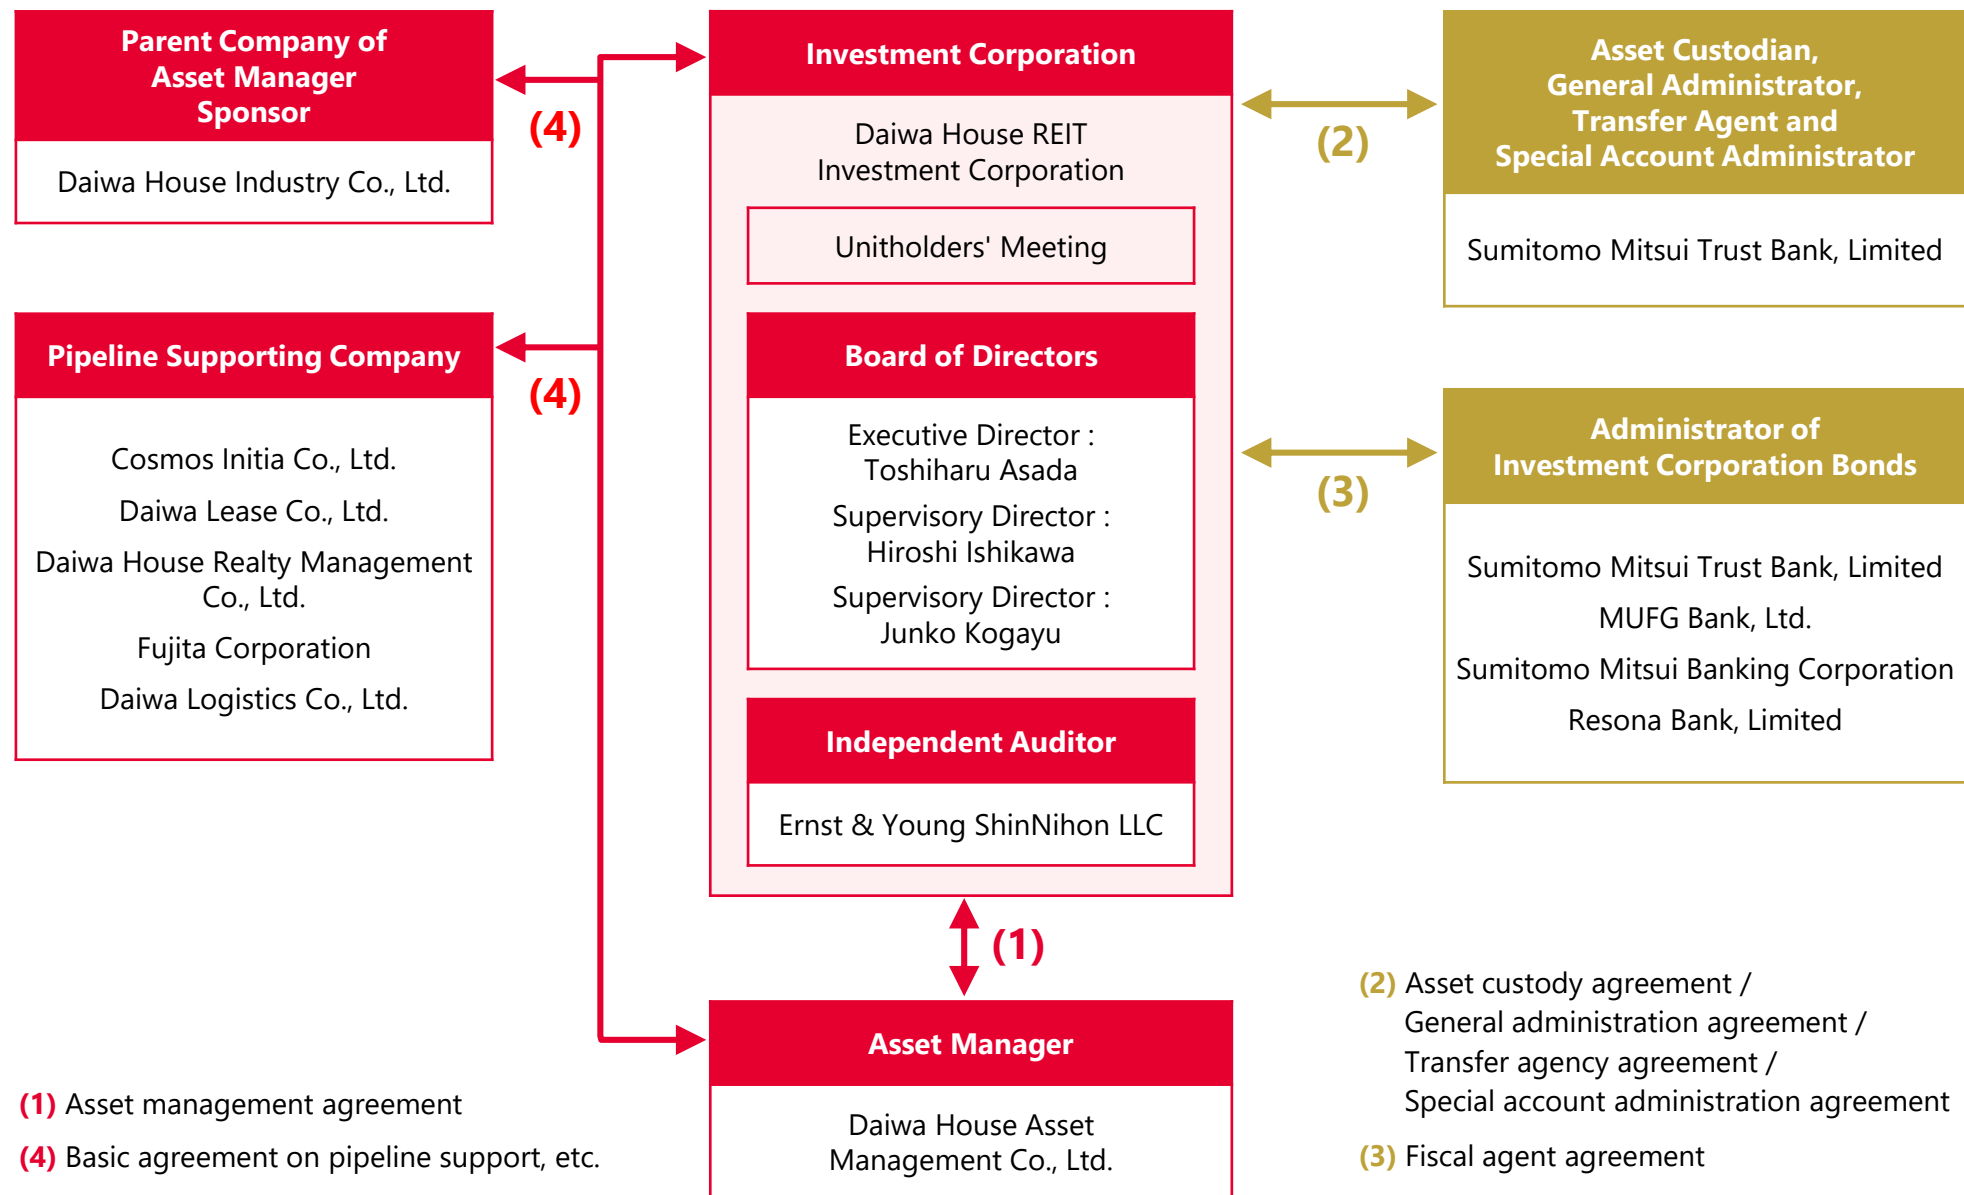 Parent Company of
Asset Manager
Sponsor
Daiwa House Industry Co., Ltd.
(4)
Pipeline Supporting Company
Cosmos Initia Co., Ltd.
Daiwa Lease Co., Ltd.
Daiwa House Realty Management
Co., Ltd.
Fujita Corporation
Daiwa Logistics Co., Ltd.
(4)
Investment Corporation
Daiwa House REIT
Investment Corporation
Unitholders' Meeting
Board of Directors
Executive Director :
Toshiharu Asada
Supervisory Director :
Hiroshi Ishikawa
Supervisory Director :
Junko Kogayu
Independent Auditor
Ernst & Young ShinNihon LLC
(1)
Asset Manager
Daiwa House Asset
Management Co., Ltd.
(2)
Asset Custodian,
General Administrator,
Transfer Agent and
Special Account Administrator
Sumitomo Mitsui Trust Bank, Limited
(3)
Administrator of
Investment Corporation Bonds
Sumitomo Mitsui Trust Bank, Limited
MUFG Bank, Ltd.
Sumitomo Mitsui Banking Corporation
Resona Bank, Limited
(1) Asset management agreement
(4) Basic agreement on pipeline support, etc.
(2) Asset custody agreement /
General administration agreement /
Transfer agency agreement /
Special account administration agreement
(3) Fiscal agent agreement